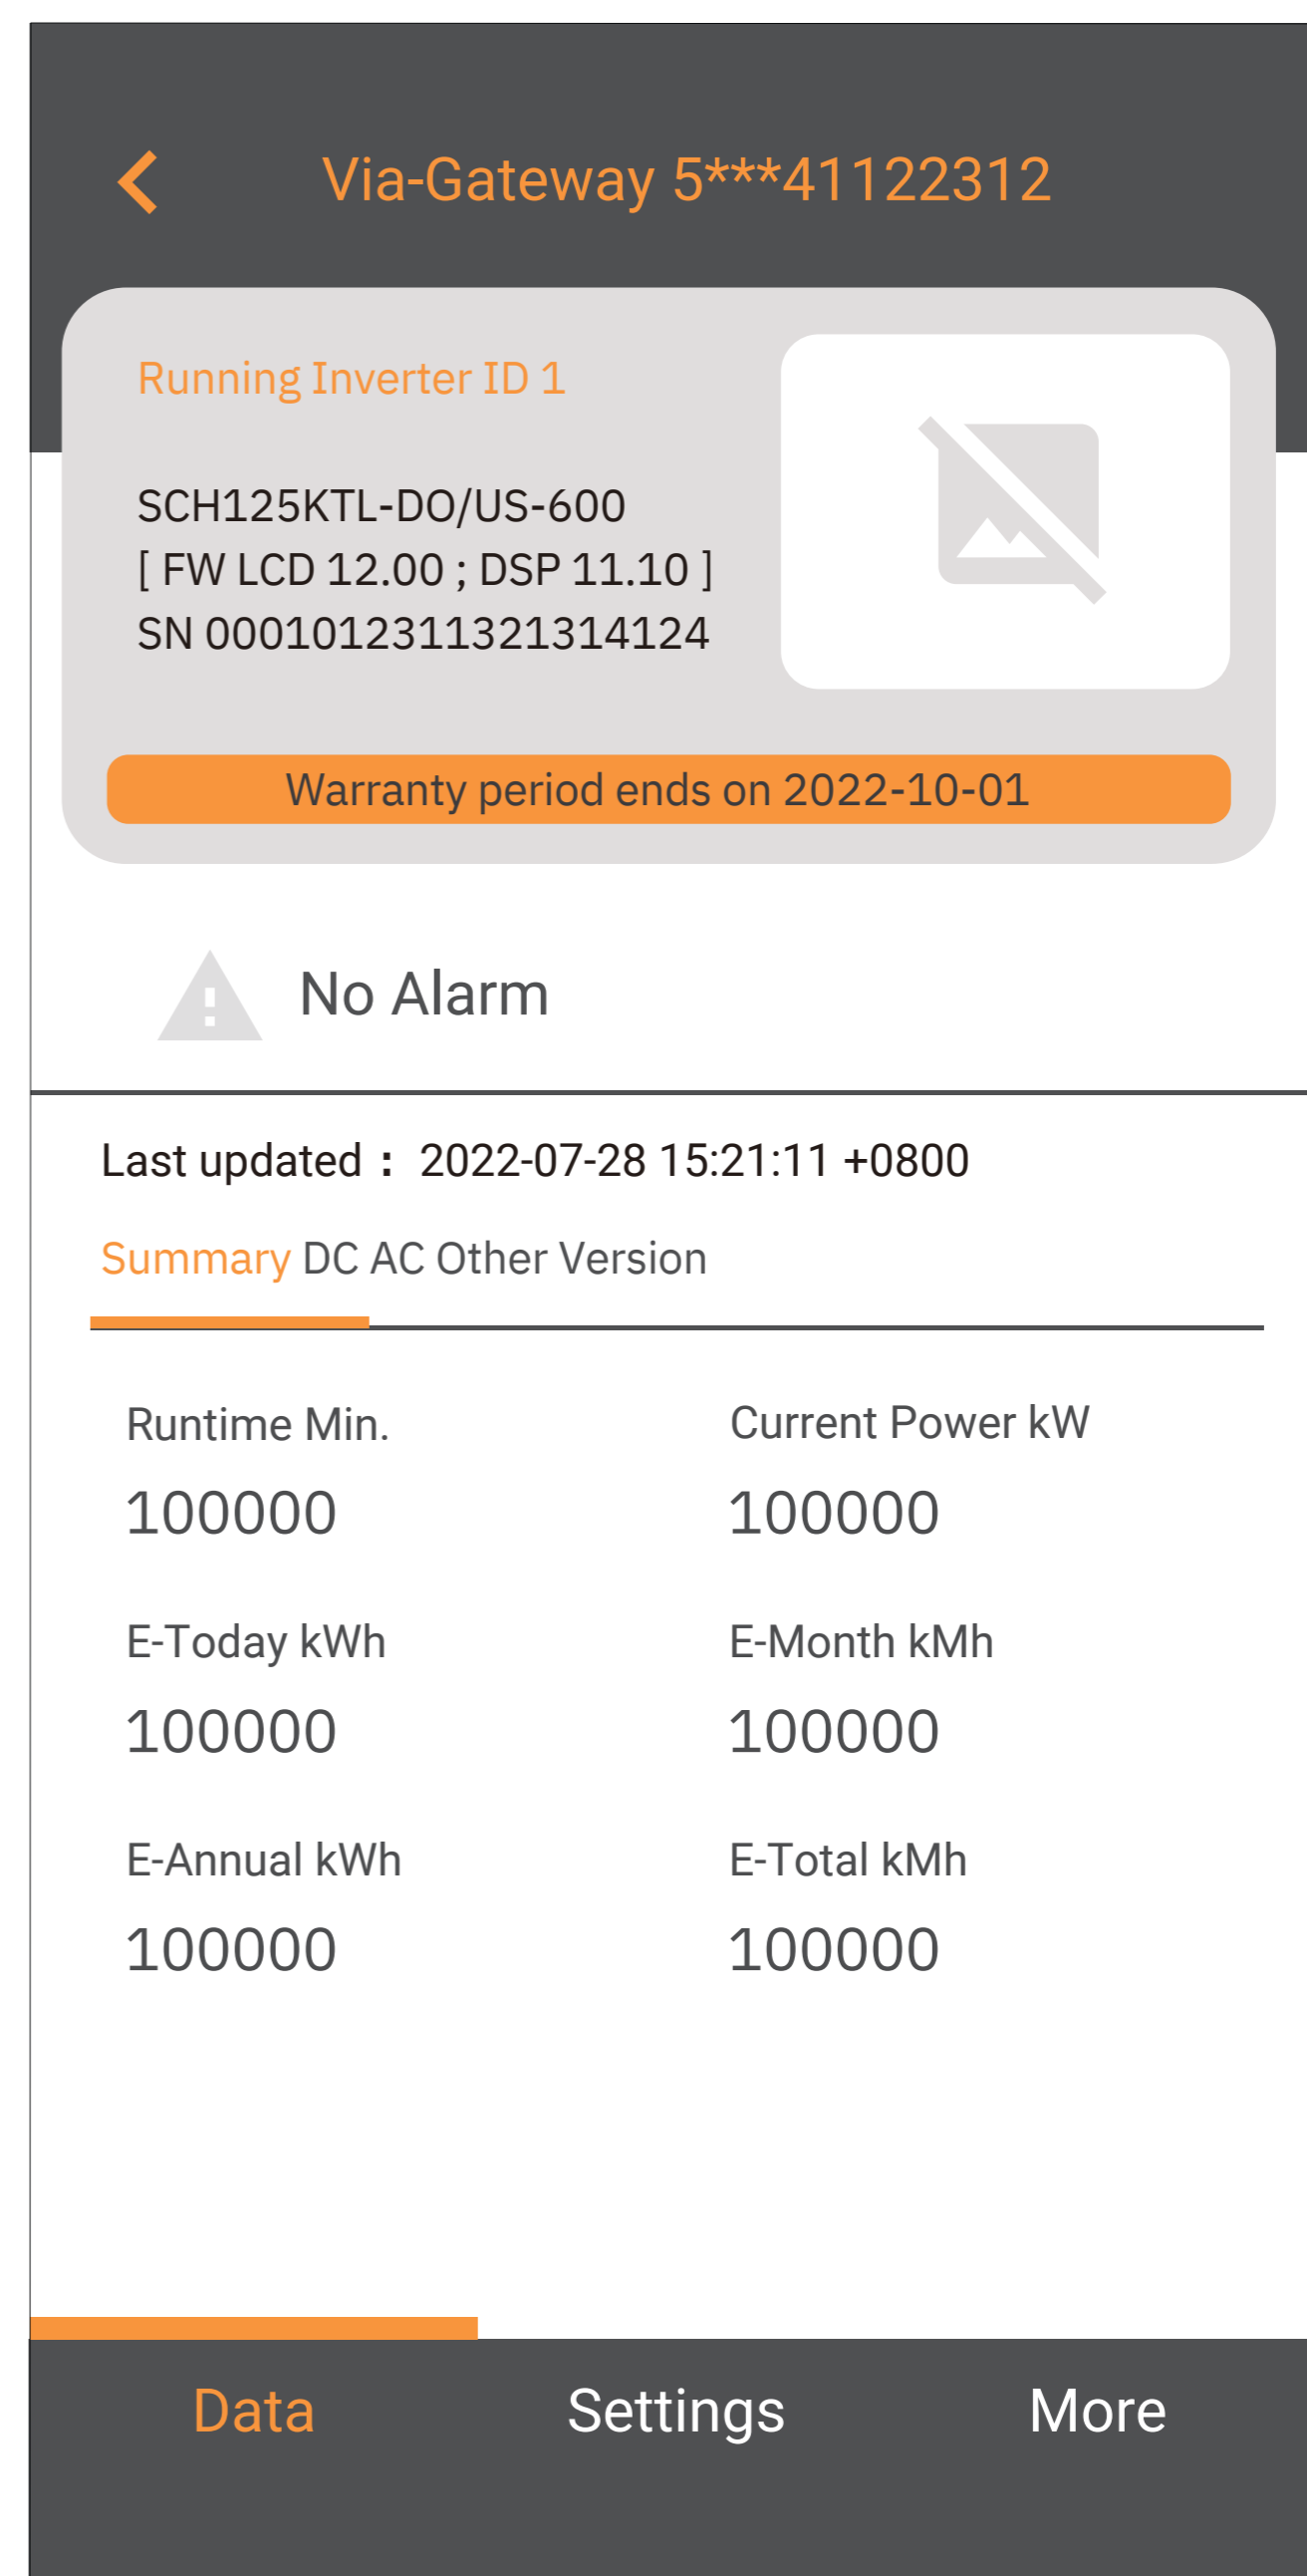 Via-Gateway 5***41122312
Running Inverter ID 1
SCH125KTL-DO/US-600
[ FW LCD 12.00 ; DSP 11.10 ]
SN 0001012311321314124
Warranty period ends on 2022-10-01
No Alarm
Last updated : 2022-07-28 15:21:11 +0800
Summary DC AC Other Version
Runtime Min.
Current Power kW
100000
100000
E-Today kWh
E-Month kMh
100000
100000
E-Annual kWh
E-Total kMh
100000
100000
Data
Settings
More